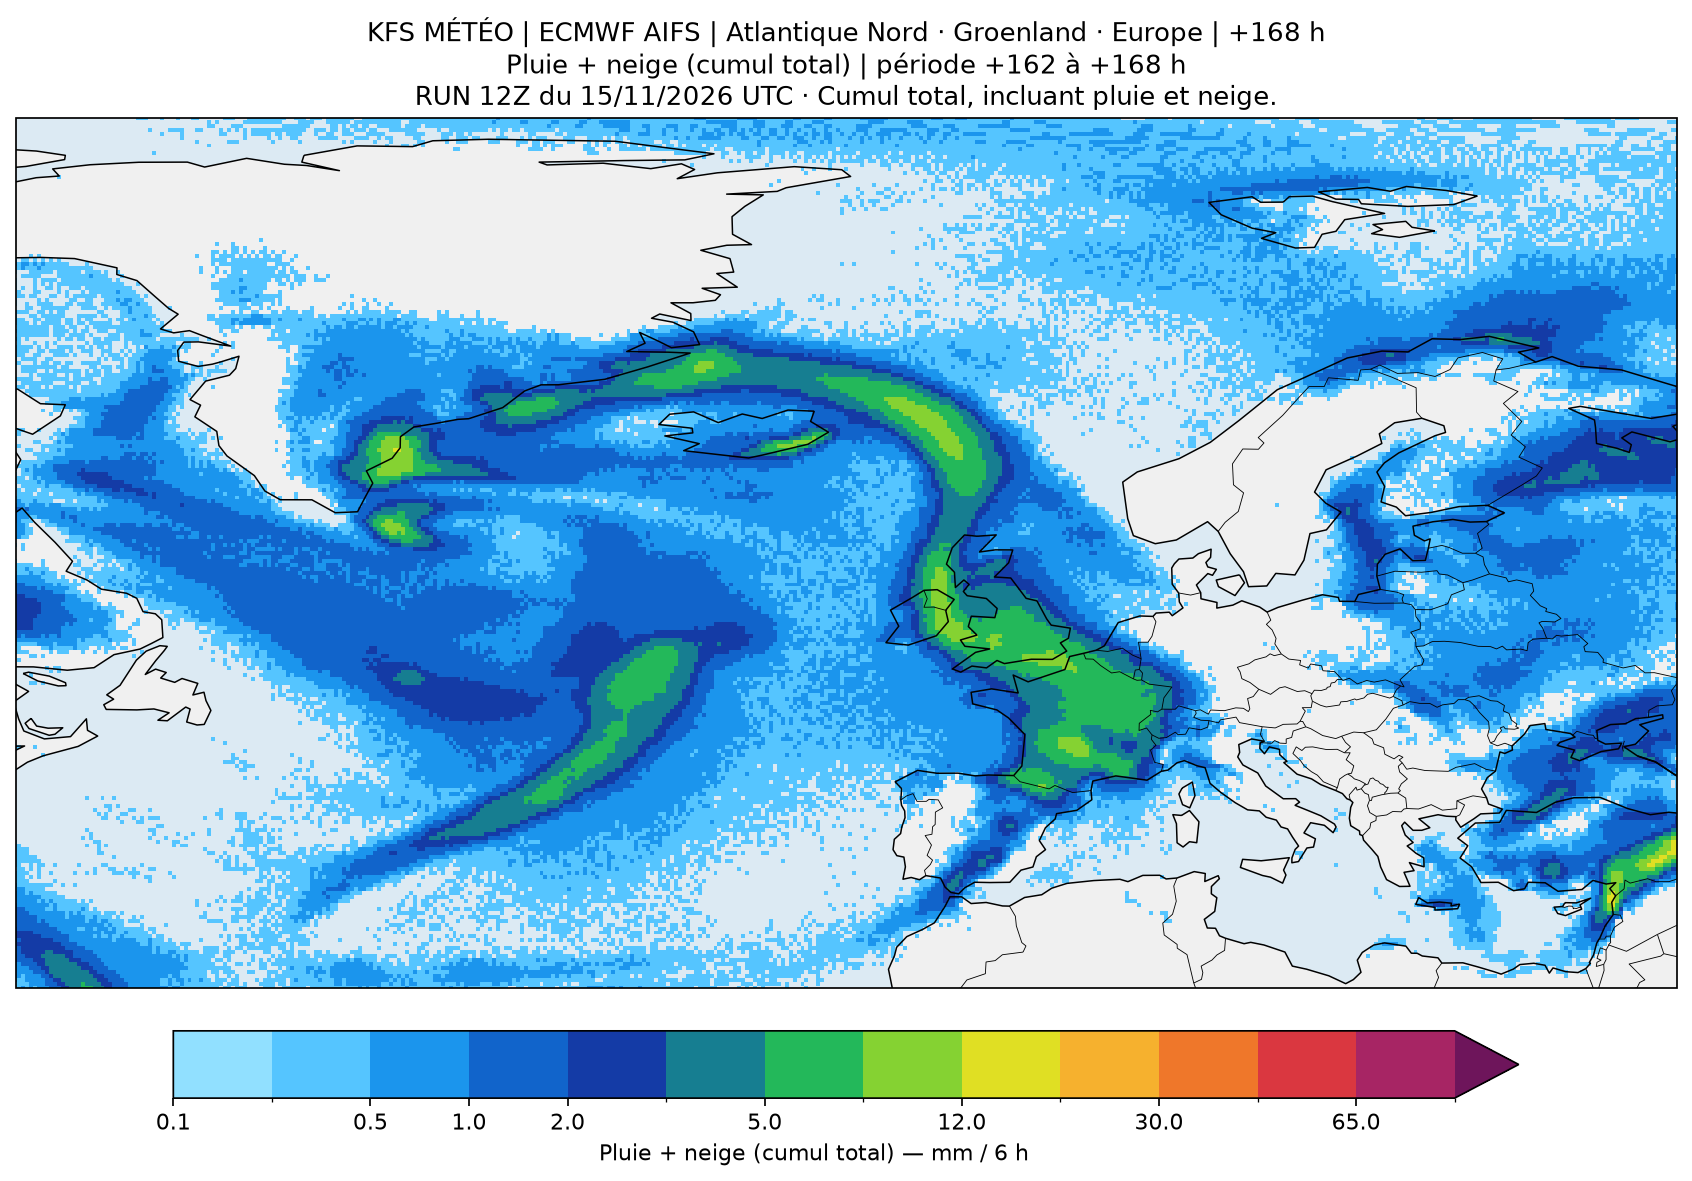 KFS MÉTÉO | ECMWF AIFS | Atlantique Nord · Groenland · Europe | +168 h
Pluie + neige (cumul total) | période +162 à +168 h
RUN 12Z du 15/11/2026 UTC · Cumul total, incluant pluie et neige.
0.1 0.5 1.0 2.0 5.0 12.0 30.0 65.0
Pluie + neige (cumul total) — mm / 6 h